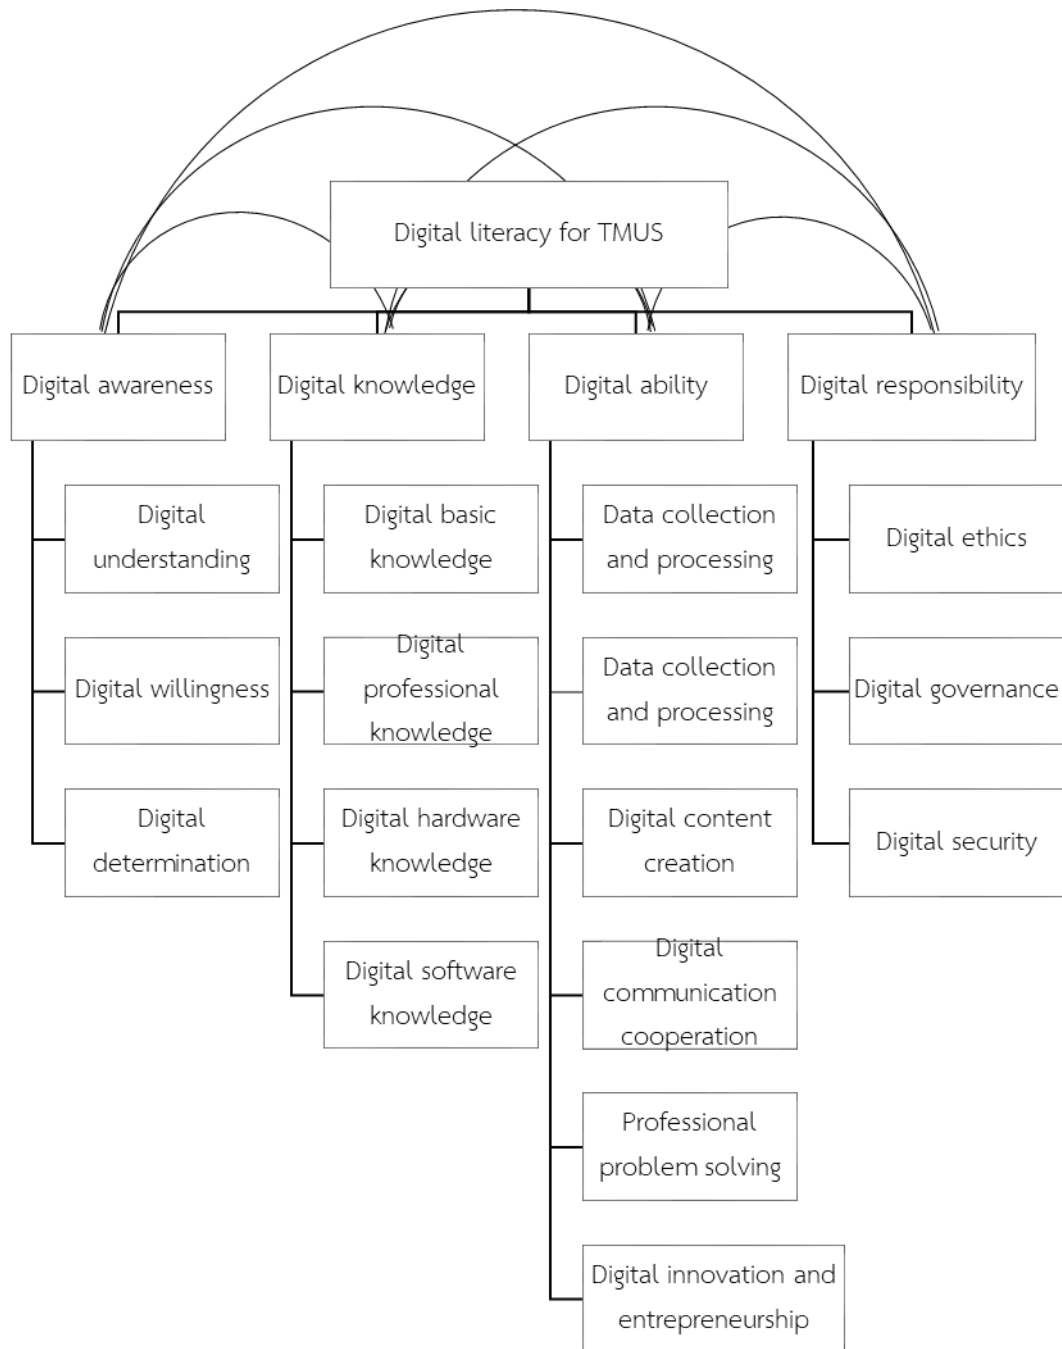 Digital literacy for TMUS
Digital awareness
Digital knowledge
Digital ability
Digital responsibility
Digital
understanding
Digital willingness
Digital
determination
Digital basic
knowledge
Digital
professional
knowledge
Digital hardware
knowledge
Digital software
knowledge
Data collection
and processing
Data collection
and processing
Digital content
creation
Digital
communication
cooperation
Professional
problem solving
Digital innovation and
entrepreneurship
Digital ethics
Digital governance
Digital security